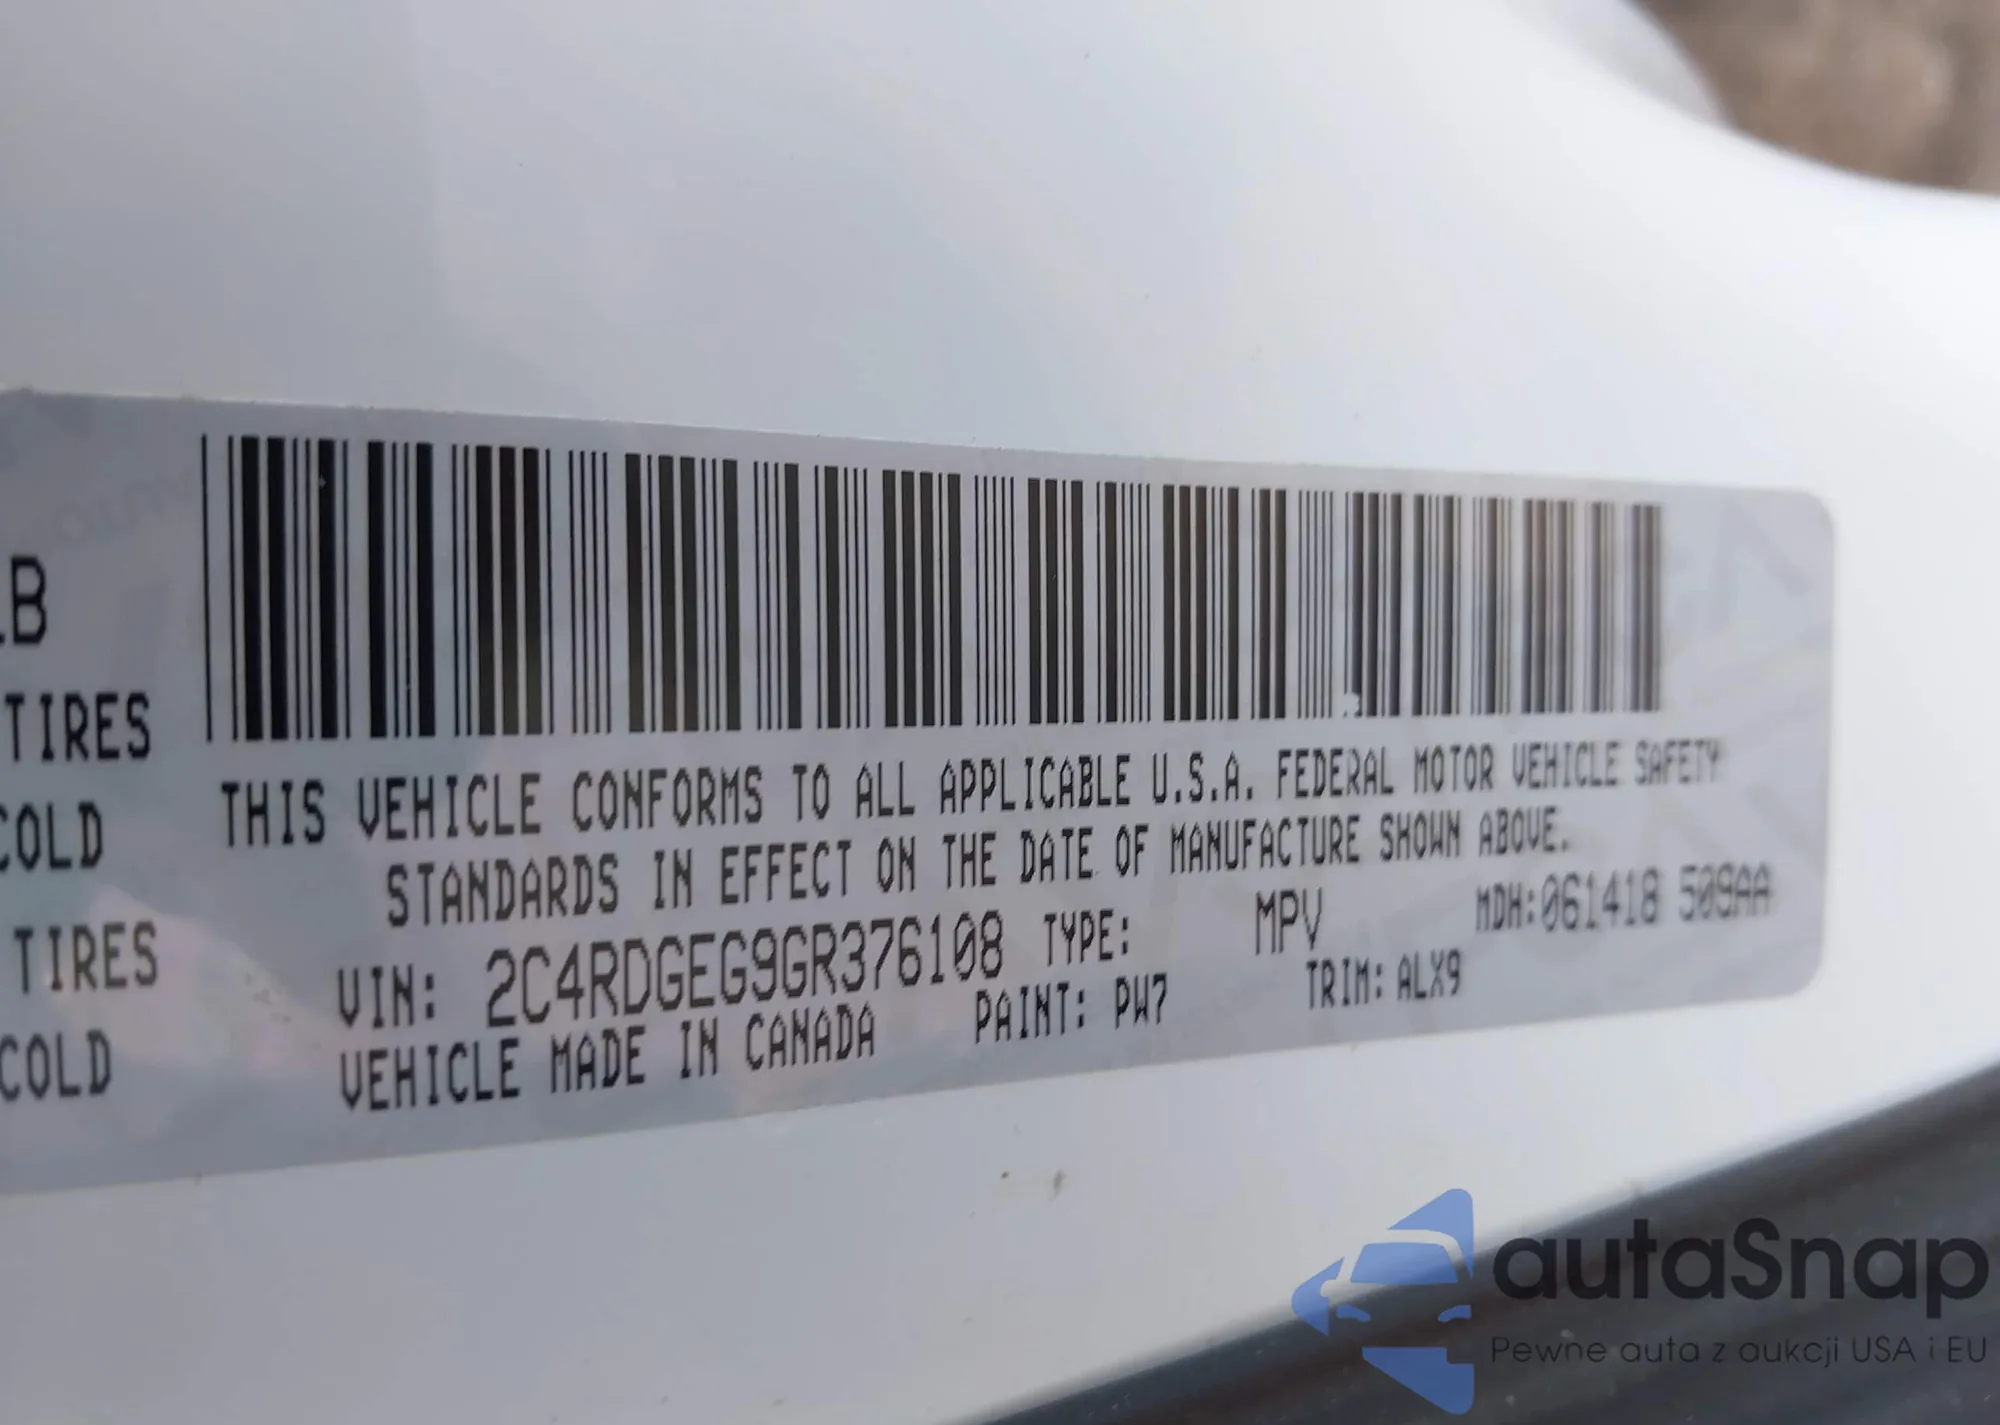 LB
TIRES
COLD
TIRES
COLD
THIS VEHICLE CONFORMS TO ALL APPLICABLE U.S.A. FEDERAL MOTOR VEHICLE SAFETY
STANDARDS IN EFFECT ON THE DATE OF MANUFACTURE SHOWN ABOVE.
VIN: 2C4RDGEG9GR376108 TYPE: MPV MDH:061418 509AA
VEHICLE MADE IN CANADA PAINT: PW7 TRIM: ALX9
autaSnap
Pewne auta z aukcji USA i EU